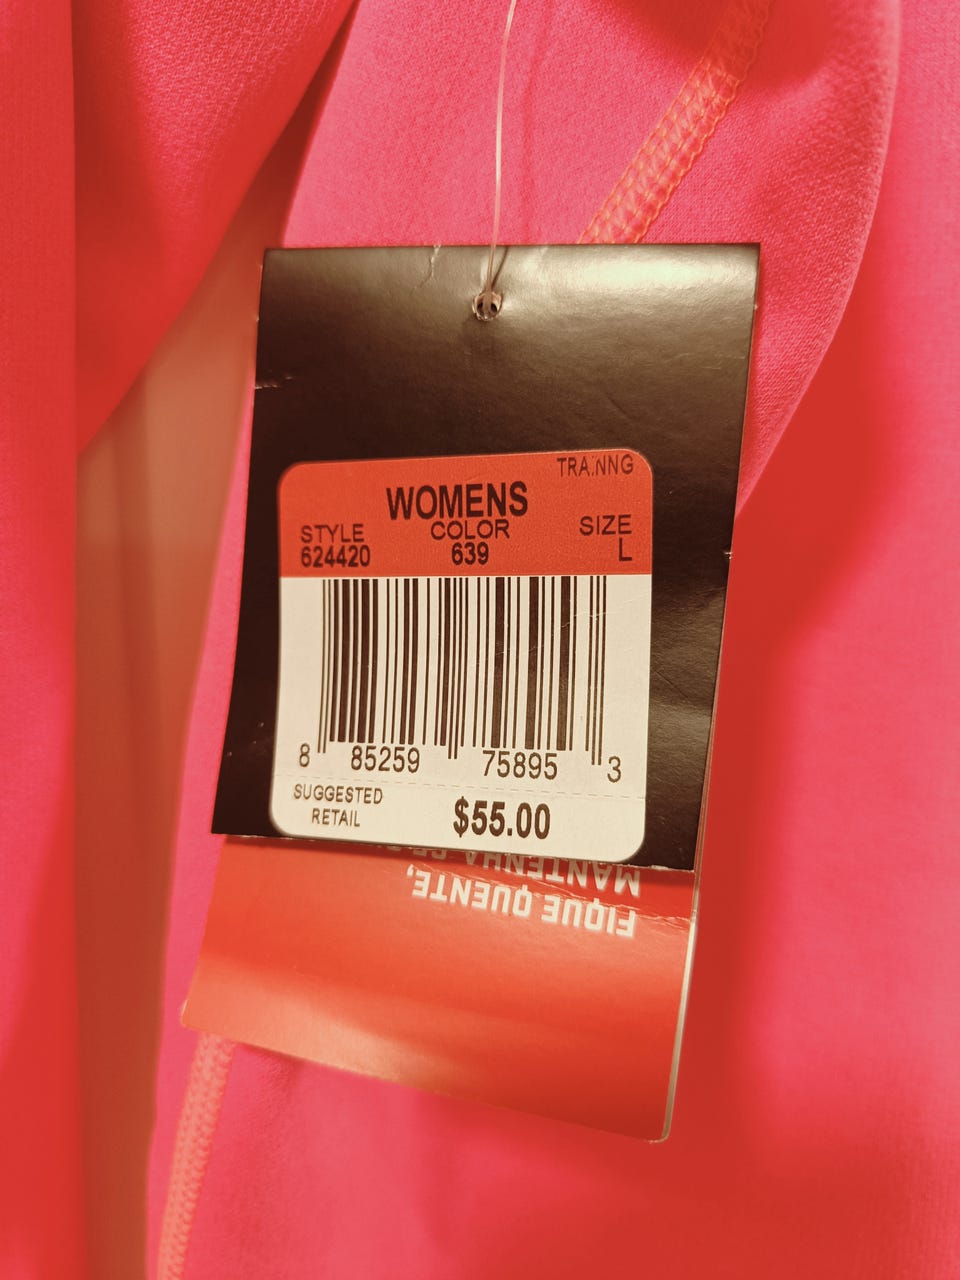 TRA.NNG
WOMENS
STYLE COLOR SIZE
624420 639 L
8 85259 75895 3
SUGGESTED
RETAIL
$55.00
FIQUE QUENTE,
MANTENHA